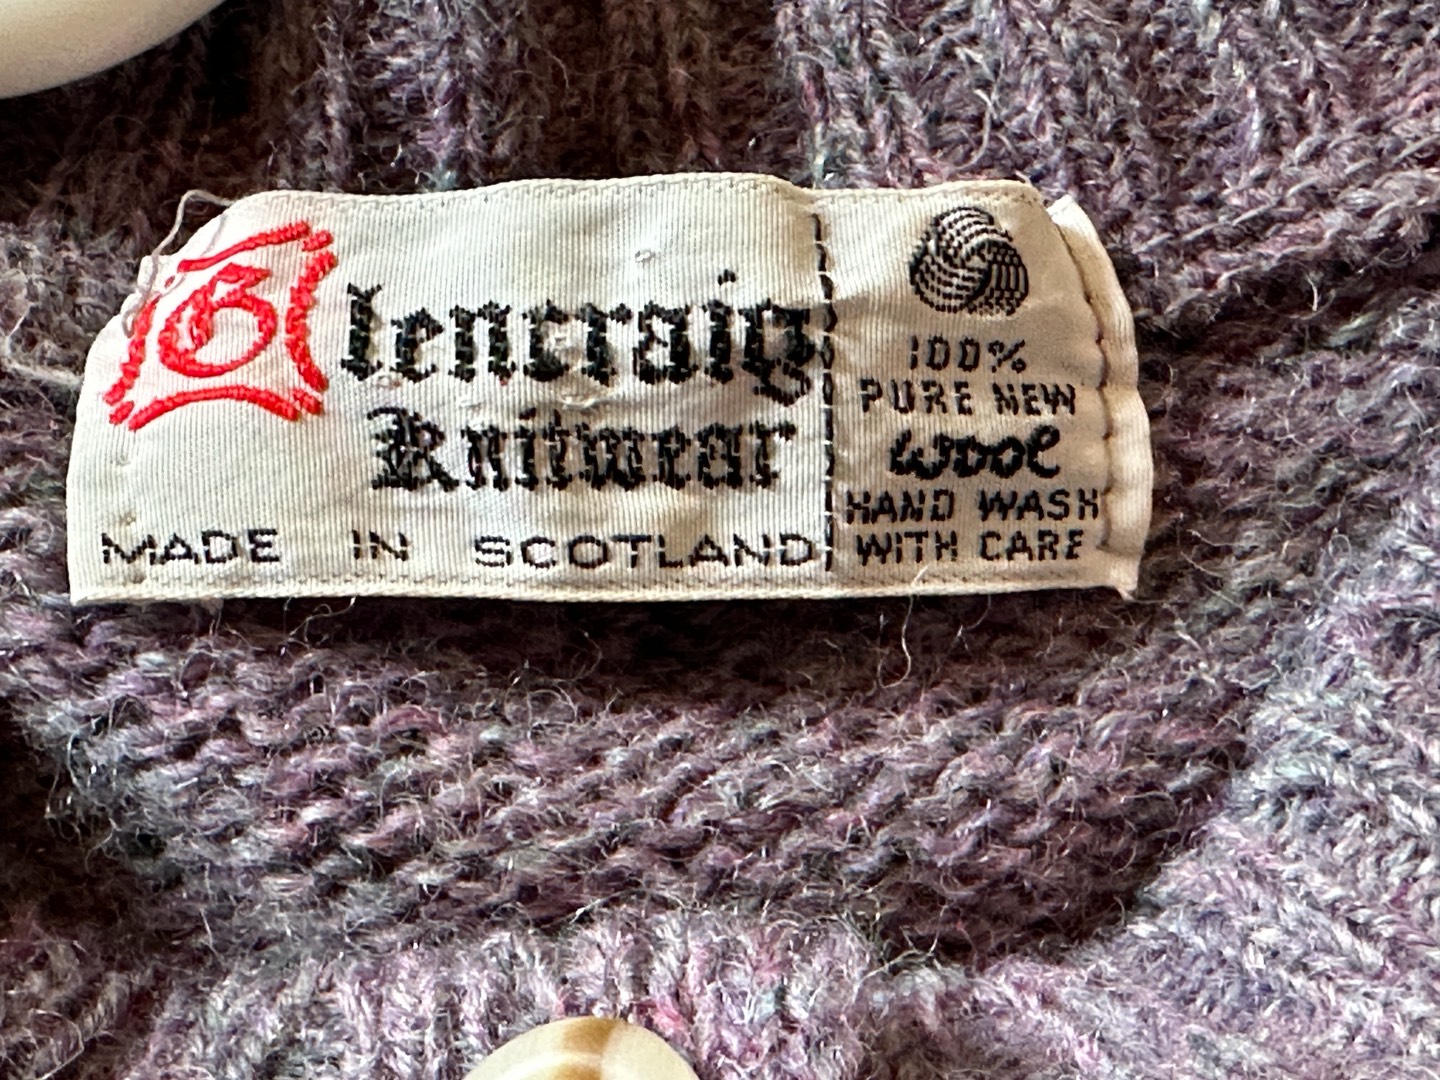 Glencraig
Knitwear
MADE IN SCOTLAND
100%
PURE NEW
wool
HAND WASH
WITH CARE